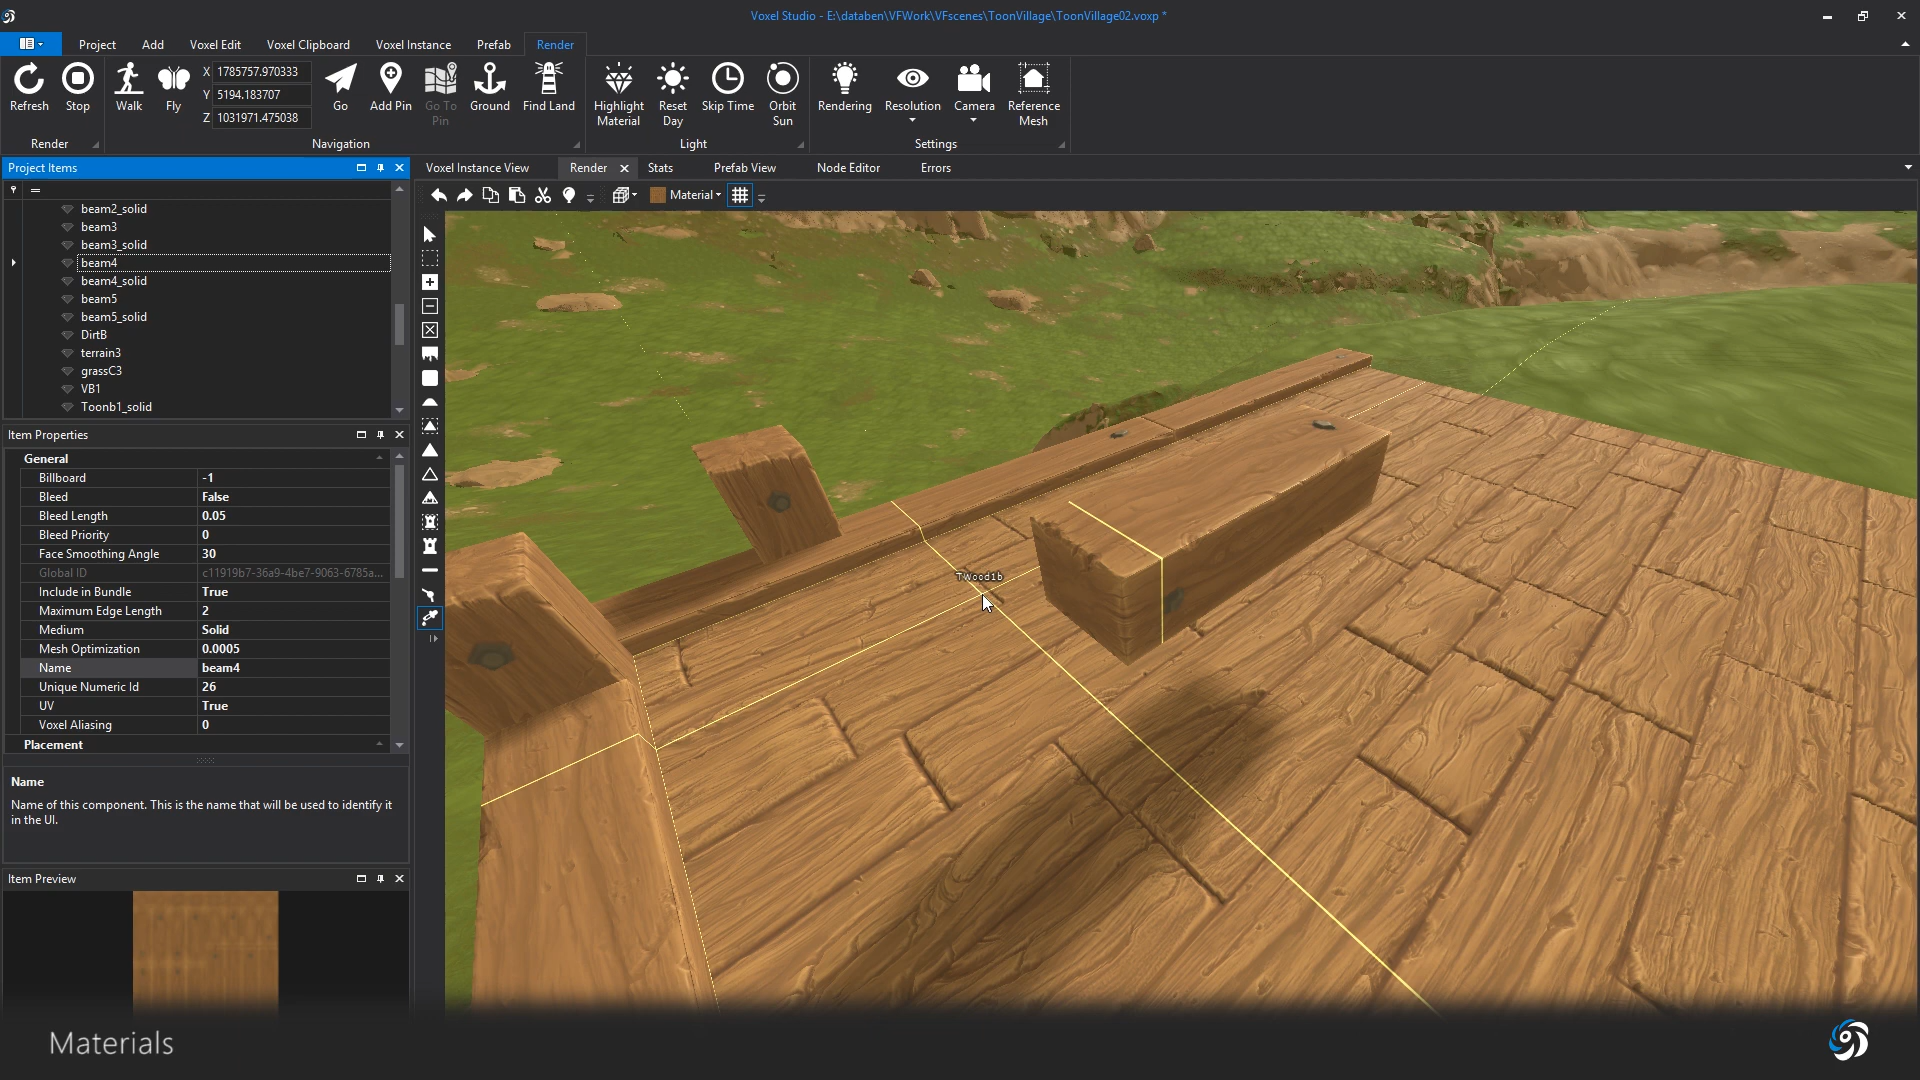 Voxel Studio - E:\databen\VFWork\VFscenes\ToonVillage\ToonVillage02.voxp *
Project Add Voxel Edit Voxel Clipboard Voxel Instance Prefab Render
X 1785757.970333
Y 5194.183707
Z 1031971.475038
Refresh Stop Walk Fly Go Add Pin Go To Pin Ground Find Land Highlight Material Reset Day Skip Time Orbit Sun Rendering Resolution Camera Reference Mesh
Render Navigation Light Settings
Project Items
beam2_solid
beam3
beam3_solid
beam4
beam4_solid
beam5
beam5_solid
DirtB
terrain3
grassC3
VB1
Toonb1_solid
Item Properties
General
Billboard -1
Bleed False
Bleed Length 0.05
Bleed Priority 0
Face Smoothing Angle 30
Global ID c11919b7-36a9-4be7-9063-6785a...
Include in Bundle True
Maximum Edge Length 2
Medium Solid
Mesh Optimization 0.0005
Name beam4
Unique Numeric Id 26
UV True
Voxel Aliasing 0
Placement
Name
Name of this component. This is the name that will be used to identify it
in the UI.
Item Preview
Voxel Instance View Render Stats Prefab View Node Editor Errors
Material
TWood1b
Materials